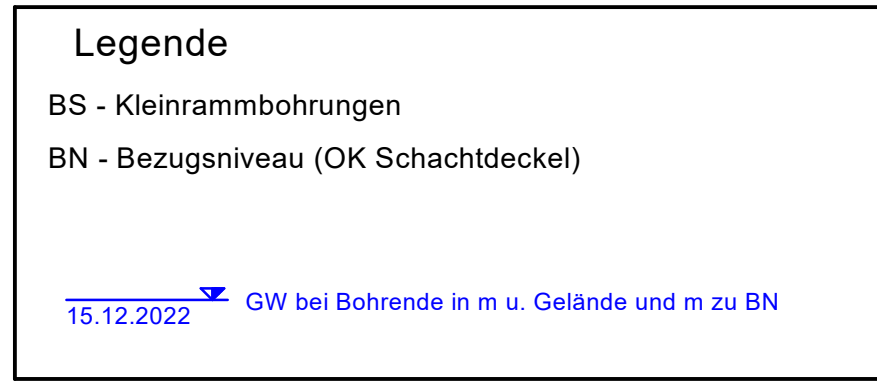 Legende
BS - Kleinrammbohrungen
BN - Bezugsniveau (OK Schachtdeckel)
15.12.2022 GW bei Bohrende in m u. Gelände und m zu BN